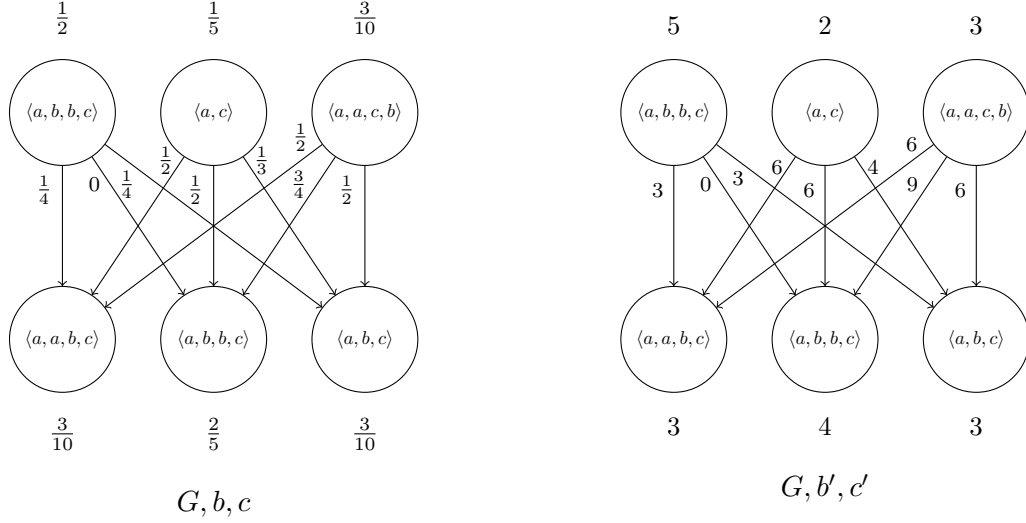 1/2 1/5 3/10 5 2 3
⟨a, b, b, c⟩ ⟨a, c⟩ ⟨a, a, c, b⟩ ⟨a, b, b, c⟩ ⟨a, c⟩ ⟨a, a, c, b⟩
1/4 0 1/4 1/2 1/2 1/3 1/2 3/4 1/2 3 0 3 6 6 4 6 9 6
⟨a, a, b, c⟩ ⟨a, b, b, c⟩ ⟨a, b, c⟩ ⟨a, a, b, c⟩ ⟨a, b, b, c⟩ ⟨a, b, c⟩
3/10 2/5 3/10 3 4 3
G, b, c G, b′, c′